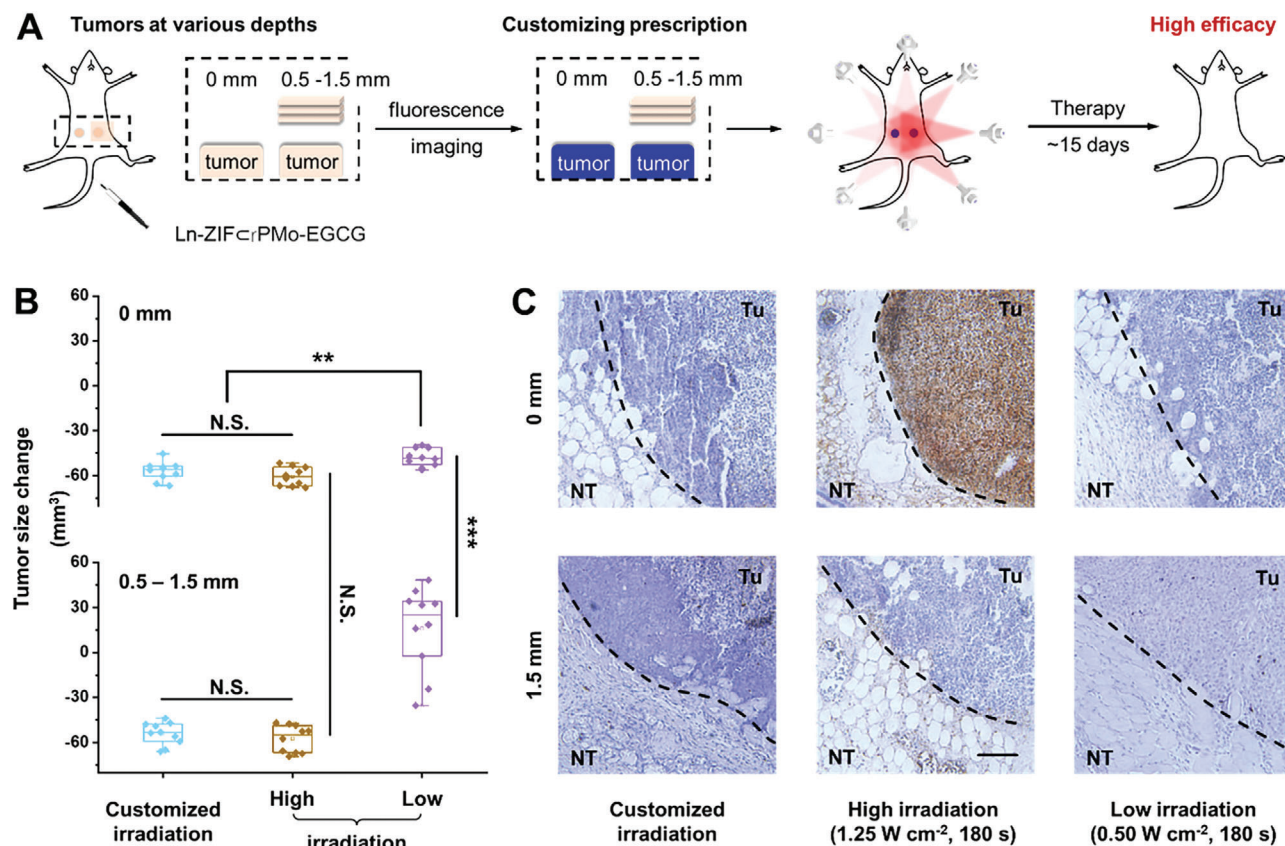 A
Tumors at various depths
Customizing prescription
High efficacy
0 mm
0.5 -1.5 mm
0 mm
0.5 -1.5 mm
fluorescence
imaging
Therapy
~15 days
tumor
tumor
tumor
tumor
Ln-ZIF⊂rPMo-EGCG
B
Tumor size change
(mm³)
60
30
0
-30
-60
0 mm
**
N.S.
60
30
0
-30
-60
0.5 – 1.5 mm
N.S.
N.S.
***
Customized
irradiation
High
Low
irradiation
C
0 mm
Tu
NT
Tu
NT
Tu
NT
1.5 mm
Tu
NT
Tu
NT
Tu
NT
Customized
irradiation
High irradiation
(1.25 W cm⁻², 180 s)
Low irradiation
(0.50 W cm⁻², 180 s)